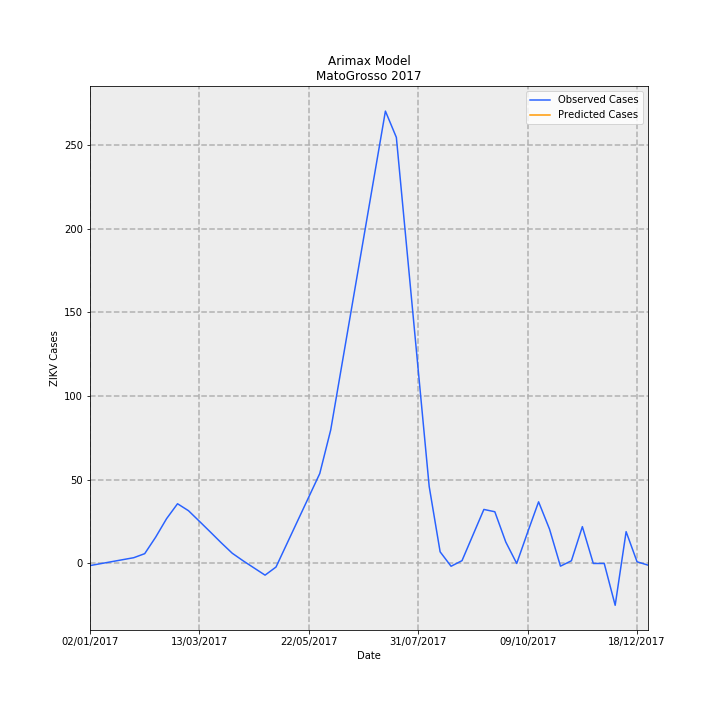 Arimax Model
MatoGrosso 2017
Observed Cases
Predicted Cases
ZIKV Cases
250
200
150
100
50
0
02/01/2017
13/03/2017
22/05/2017
31/07/2017
09/10/2017
18/12/2017
Date